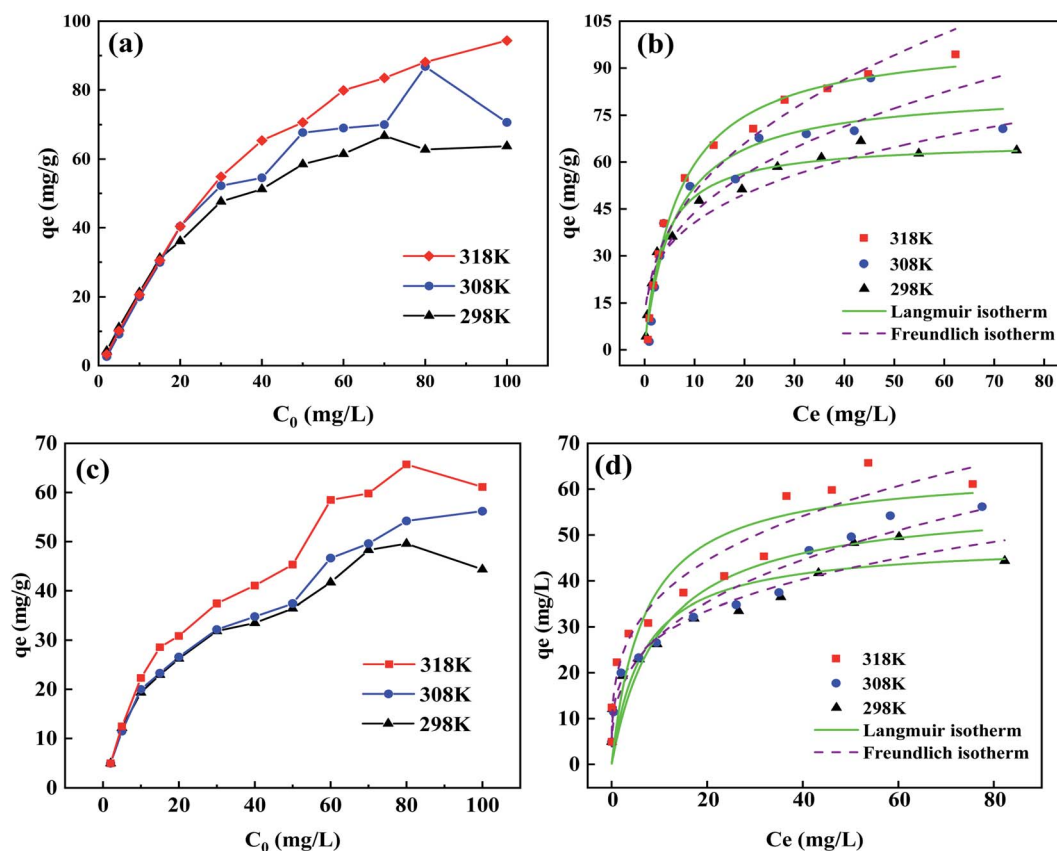 (a)
qe (mg/g)
100
90
80
60
40
20
0
0
20
40
60
80
100
C0 (mg/L)
318K
308K
298K
(b)
qe (mg/g)
105
90
75
60
45
30
15
0
0
10
20
30
40
50
60
70
80
Ce (mg/L)
318K
308K
298K
Langmuir isotherm
Freundlich isotherm
(c)
qe (mg/g)
70
60
50
40
30
20
10
0
0
20
40
60
80
100
C0 (mg/L)
318K
308K
298K
(d)
qe (mg/L)
70
60
50
40
30
20
10
0
0
20
40
60
80
Ce (mg/L)
318K
308K
298K
Langmuir isotherm
Freundlich isotherm